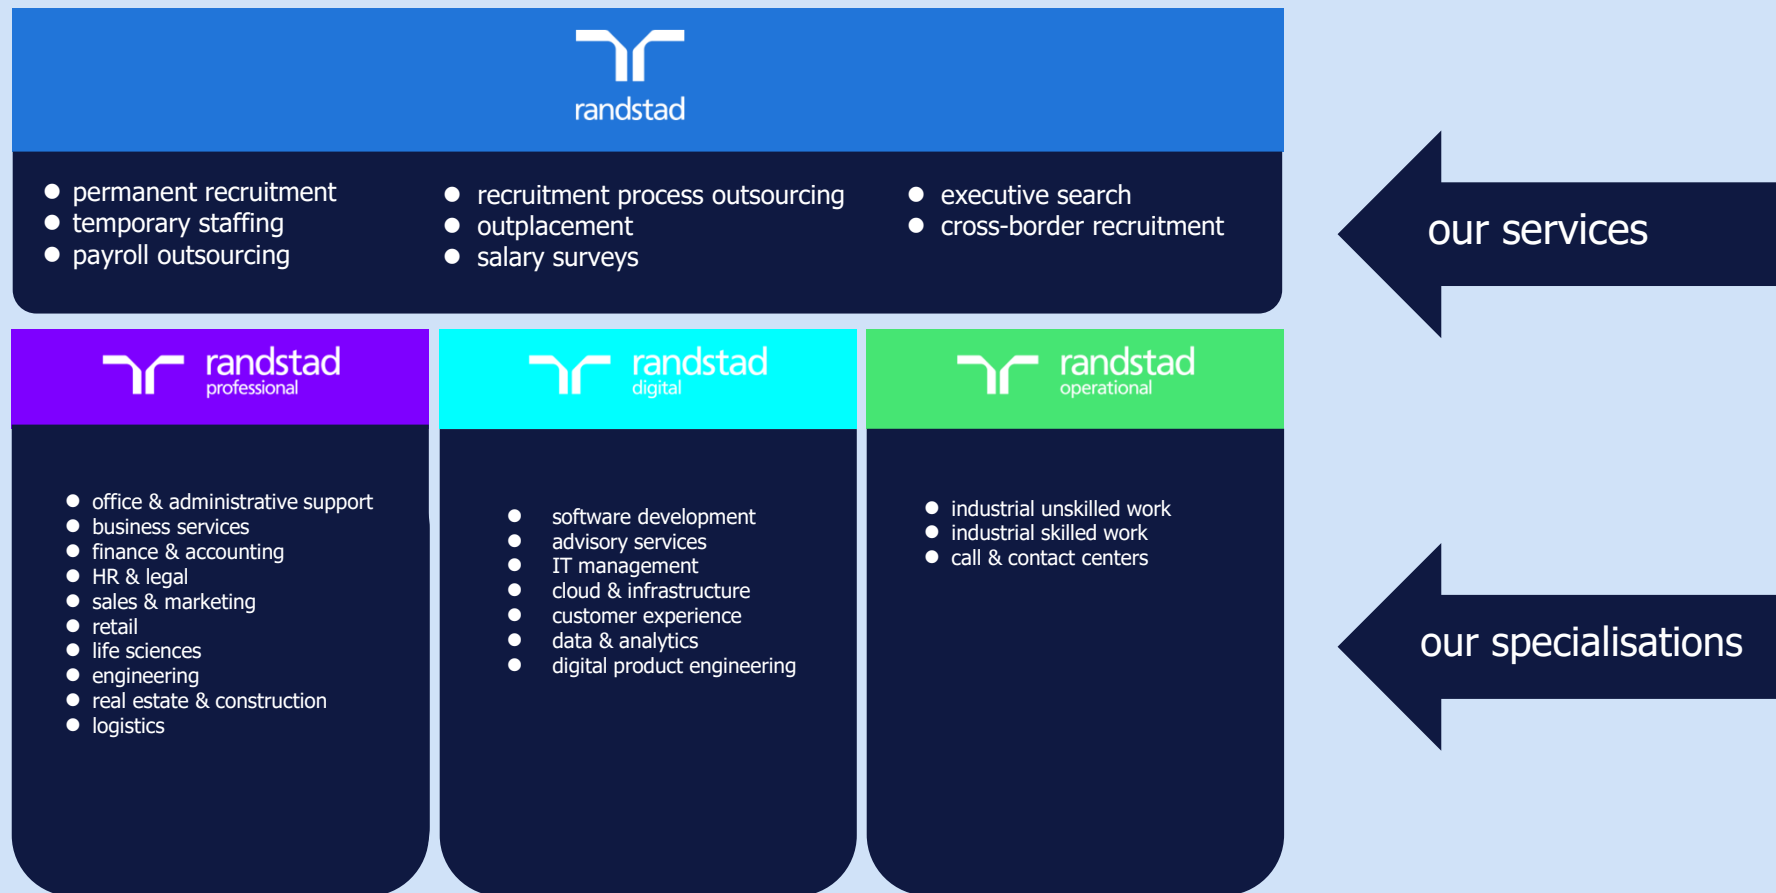 randstad
permanent recruitment
temporary staffing
payroll outsourcing
recruitment process outsourcing
outplacement
salary surveys
executive search
cross-border recruitment
our services
randstad
professional
office & administrative support
business services
finance & accounting
HR & legal
sales & marketing
retail
life sciences
engineering
real estate & construction
logistics
randstad
digital
software development
advisory services
IT management
cloud & infrastructure
customer experience
data & analytics
digital product engineering
randstad
operational
industrial unskilled work
industrial skilled work
call & contact centers
our specialisations